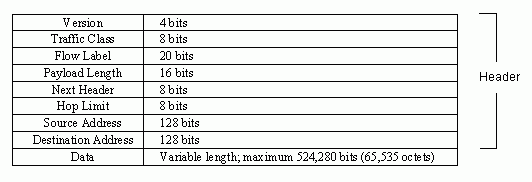 Version 4 bits
Traffic Class 8 bits
Flow Label 20 bits
Payload Length 16 bits
Next Header 8 bits
Hop Limit 8 bits
Source Address 128 bits
Destination Address 128 bits
Data Variable length; maximum 524,280 bits (65,535 octets)
Header